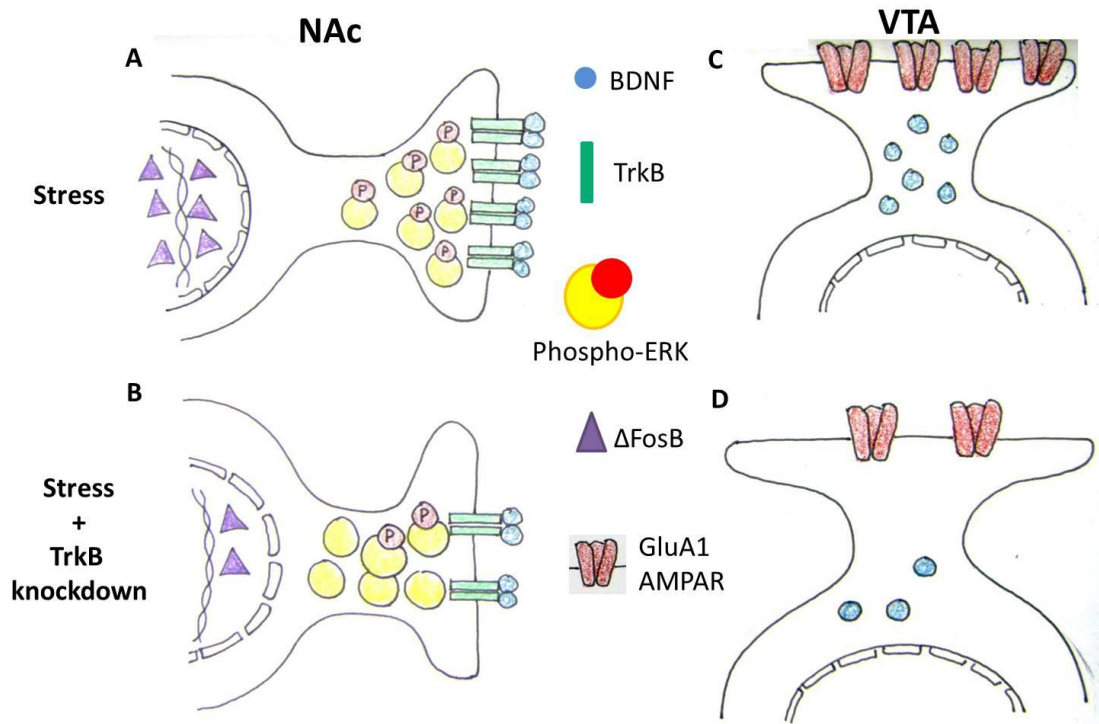 NAc
VTA
A
C
BDNF
TrkB
Stress
P
P
P
P
P
P
Phospho-ERK
B
D
ΔFosB
Stress
+
TrkB
knockdown
P
P
GluA1
AMPAR